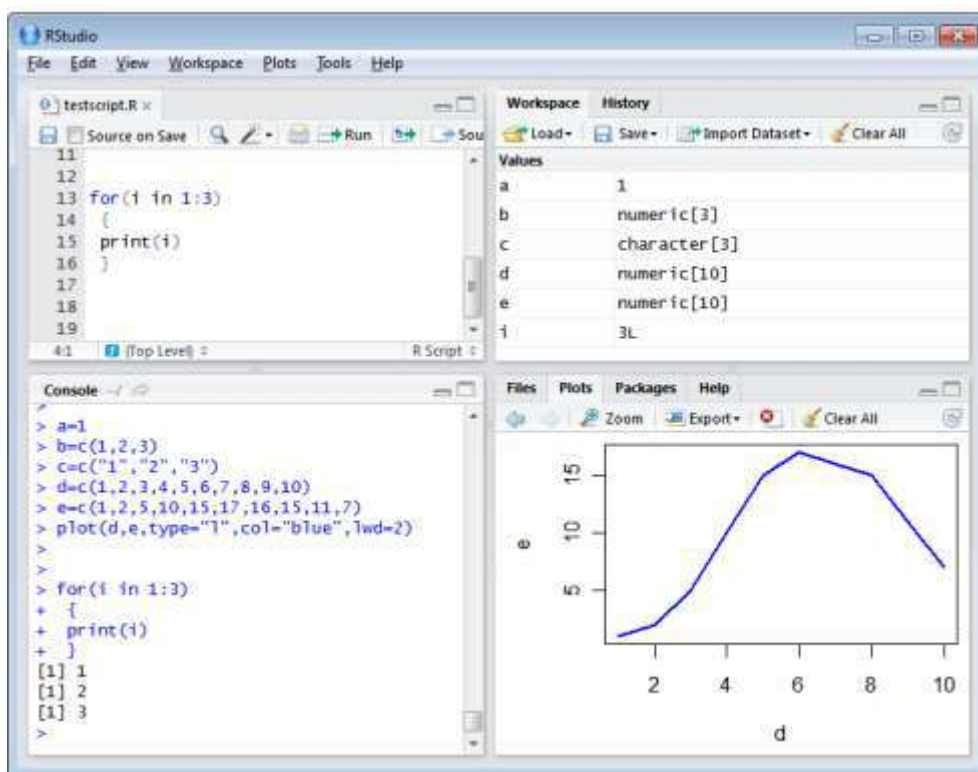 RStudio
File Edit View Workspace Plots Tools Help
testscript.R
Source on Save Run Sou
11
12
13 for(i in 1:3)
14 {
15 print(i)
16 }
17
18
19
4:1 (Top Level) R Script
Workspace History
Load Save Import Dataset Clear All
Values
a 1
b numeric[3]
c character[3]
d numeric[10]
e numeric[10]
i 3L
Console ~/
>
> a=1
> b=c(1,2,3)
> c=c("1","2","3")
> d=c(1,2,3,4,5,6,7,8,9,10)
> e=c(1,2,5,10,15,17,16,15,11,7)
> plot(d,e,type="l",col="blue",lwd=2)
>
>
> for(i in 1:3)
+ {
+ print(i)
+ }
[1] 1
[1] 2
[1] 3
>
Files Plots Packages Help
Zoom Export Clear All
15
10
5
e
2 4 6 8 10
d